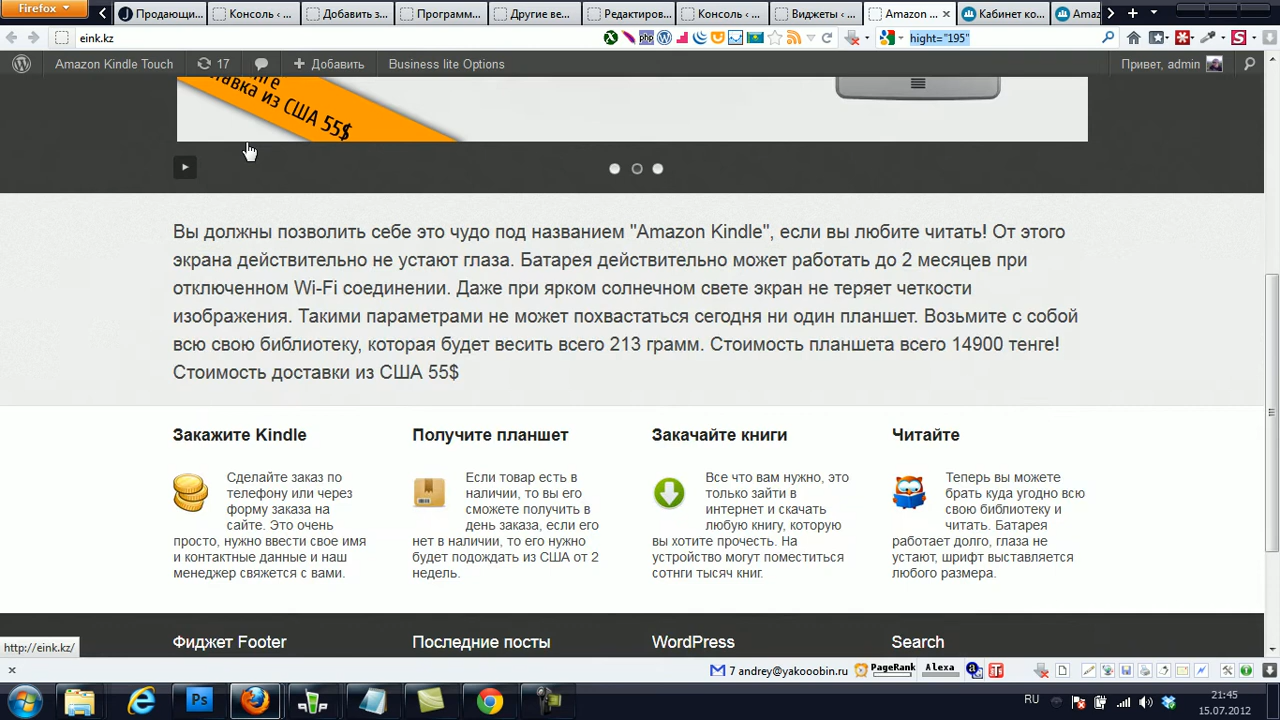 Firefox
Продающи...
Консоль ‹ ...
Добавить з...
Программ...
Другие ве...
Редактиров...
Консоль ‹ ...
Виджеты ‹ ...
Amazon ...
Кабинет ко...
Amaz
eink.kz
hight="195"
Amazon Kindle Touch
17
Добавить
Business lite Options
Привет, admin
нге
ставка из США 55$
Вы должны позволить себе это чудо под названием "Amazon Kindle", если вы любите читать! От этого
экрана действительно не устают глаза. Батарея действительно может работать до 2 месяцев при
отключенном Wi-Fi соединении. Даже при ярком солнечном свете экран не теряет четкости
изображения. Такими параметрами не может похвастаться сегодня ни один планшет. Возьмите с собой
всю свою библиотеку, которая будет весить всего 213 грамм. Стоимость планшета всего 14900 тенге!
Стоимость доставки из США 55$
Закажите Kindle
Сделайте заказ по
телефону или через
форму заказа на
сайте. Это очень
просто, нужно ввести свое имя
и контактные данные и наш
менеджер свяжется с вами.
Получите планшет
Если товар есть в
наличии, то вы его
сможете получить в
день заказа, если его
нет в наличии, то его нужно
будет подождать из США от 2
недель.
Закачайте книги
Все что вам нужно, это
только зайти в
интернет и скачать
любую книгу, которую
вы хотите прочесть. На
устройство могут поместиться
сотнги тысяч книг.
Читайте
Теперь вы можете
брать куда угодно всю
свою библиотеку и
читать. Батарея
работает долго, глаза не
устают, шрифт выставляется
любого размера.
Фиджет Footer
Последние посты
WordPress
Search
http://eink.kz/
7 andrey@yakooobin.ru
PageRank
Alexa
RU
21:45
15.07.2012